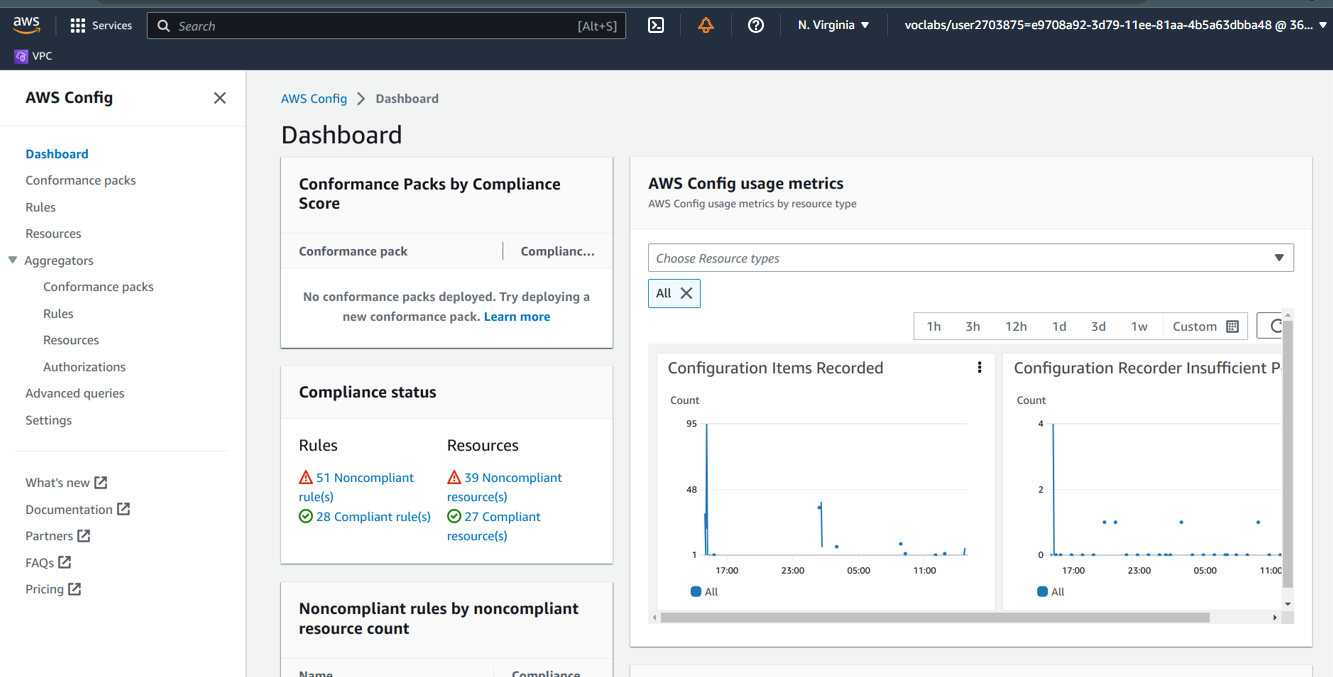 aws
Services
Search
[Alt+S]
N. Virginia
voclabs/user2703875=e9708a92-3d79-11ee-81aa-4b5a63dbba48 @ 36...
VPC
AWS Config
Dashboard
Conformance packs
Rules
Resources
Aggregators
Conformance packs
Rules
Resources
Authorizations
Advanced queries
Settings
What's new
Documentation
Partners
FAQs
Pricing
AWS Config
Dashboard
Dashboard
Conformance Packs by Compliance
Score
Conformance pack
Complianc...
No conformance packs deployed. Try deploying a
new conformance pack. Learn more
Compliance status
Rules
51 Noncompliant
rule(s)
28 Compliant rule(s)
Resources
39 Noncompliant
resource(s)
27 Compliant
resource(s)
Noncompliant rules by noncompliant
resource count
Name
Compliance
AWS Config usage metrics
AWS Config usage metrics by resource type
Choose Resource types
All
1h 3h 12h 1d 3d 1w Custom
Configuration Items Recorded
Count
95
48
1
17:00 23:00 05:00 11:00
All
Configuration Recorder Insufficient P
Count
4
2
0
17:00 23:00 05:00 11:00
All